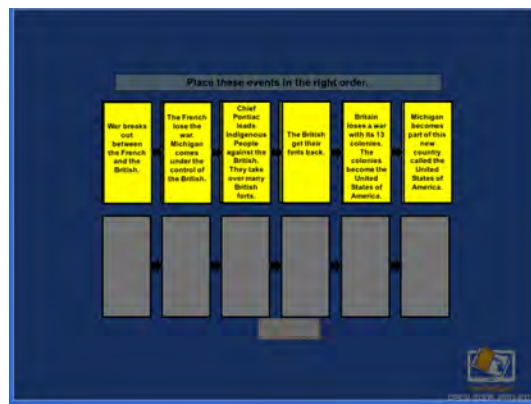 Place these events in the right order.
War breaks
out
between
the French
and the
British.
The French
lose the
war.
Michigan
comes
under the
control of
the British.
Chief
Pontiac
leads
Indigenous
People
against the
British.
They take
over many
British
forts.
The British
get their
forts back.
Britain
loses a war
with its 13
colonies.
The
colonies
become the
United
States of
America.
Michigan
becomes
part of this
new
country
called the
United
States of
America.